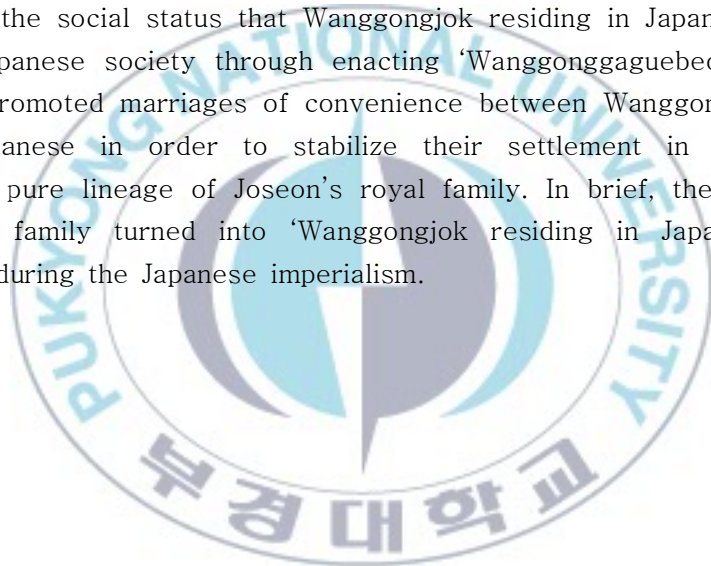 the social status that Wanggongjok residing in Japan
panese society through enacting ‘Wanggonggaguebeo
romoted marriages of convenience between Wanggon
anese in order to stabilize their settlement in
pure lineage of Joseon’s royal family. In brief, the
family turned into ‘Wanggongjok residing in Japa
during the Japanese imperialism.
PUKYONG NATIONAL UNIVERSITY
부경대학교